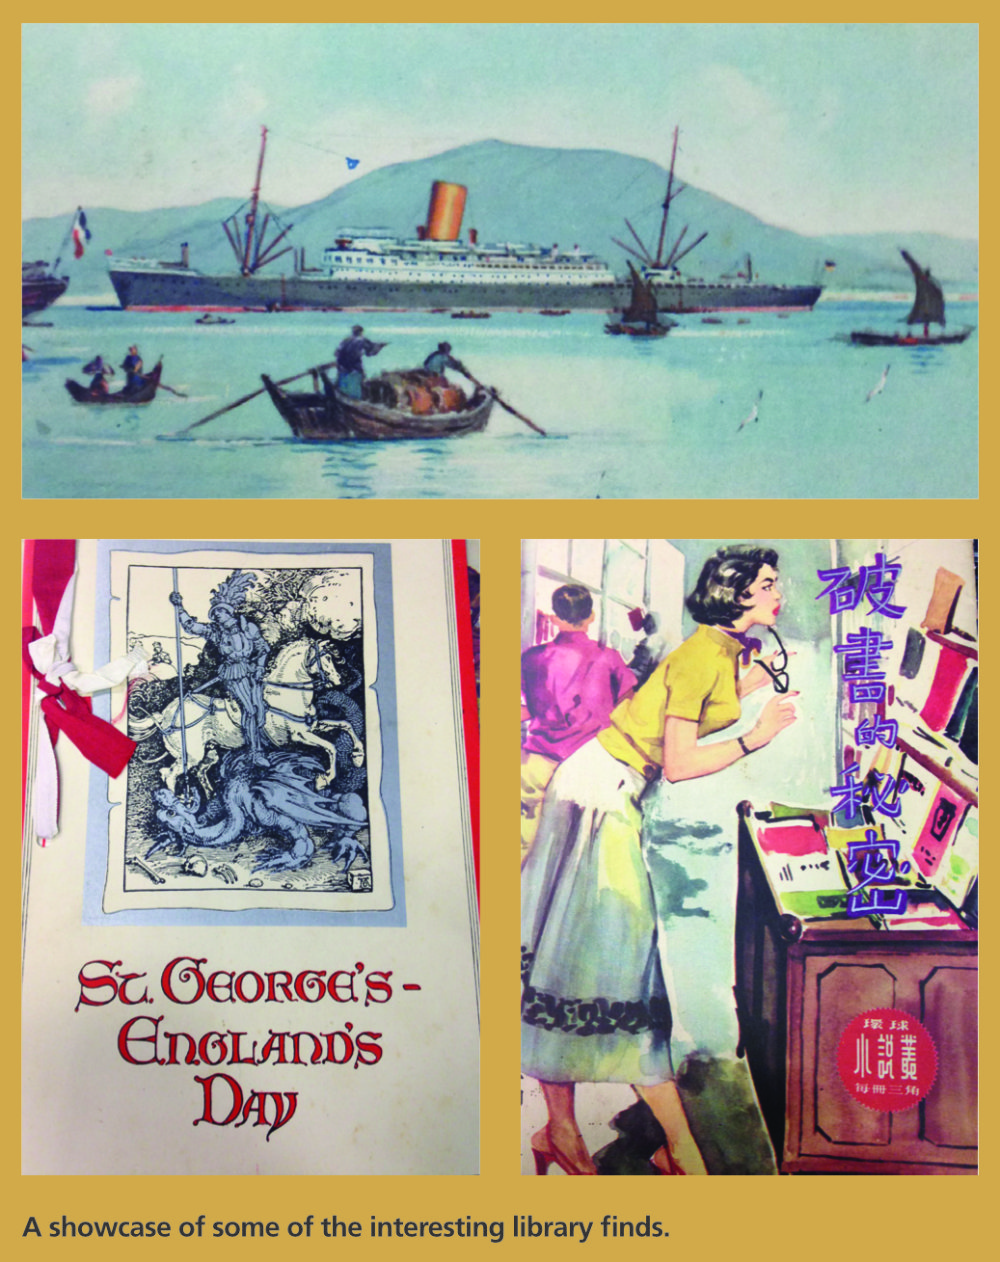 St. George's -
England's
Day
破書的秘密
環球
小説叢
每冊三角
A showcase of some of the interesting library finds.